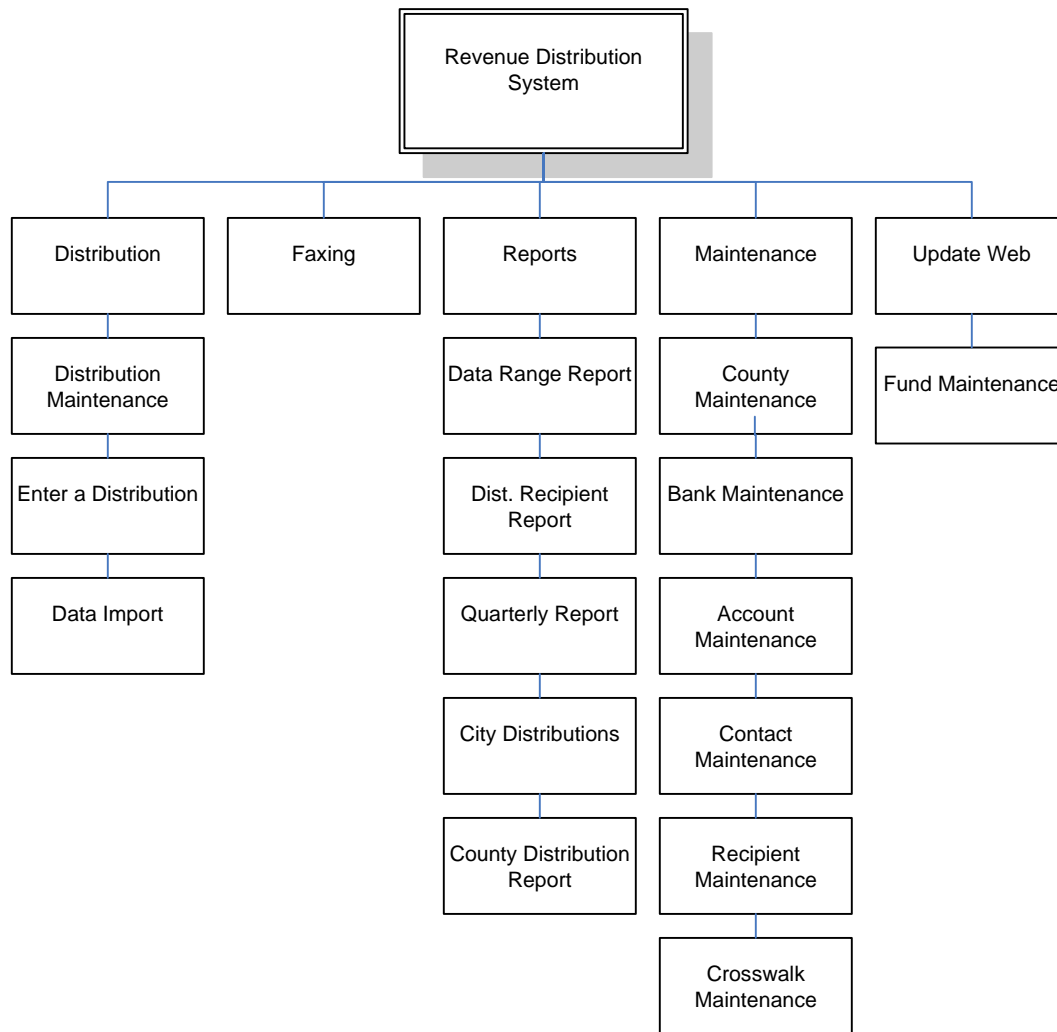 Revenue Distribution
System
Distribution
Faxing
Reports
Maintenance
Update Web
Distribution
Maintenance
Data Range Report
County
Maintenance
Fund Maintenance
Enter a Distribution
Dist. Recipient
Report
Bank Maintenance
Data Import
Quarterly Report
Account
Maintenance
City Distributions
Contact
Maintenance
County Distribution
Report
Recipient
Maintenance
Crosswalk
Maintenance